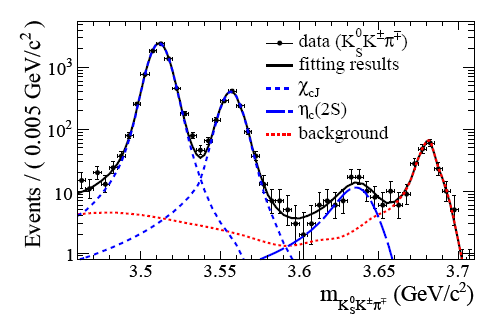 Events / ( 0.005 GeV/c² )
10³
10²
10
1
data (K⁰_S K^± π^∓)
fitting results
χ_cJ
η_c(2S)
background
3.5 3.55 3.6 3.65 3.7
m_{K⁰_S K^± π^∓} (GeV/c²)